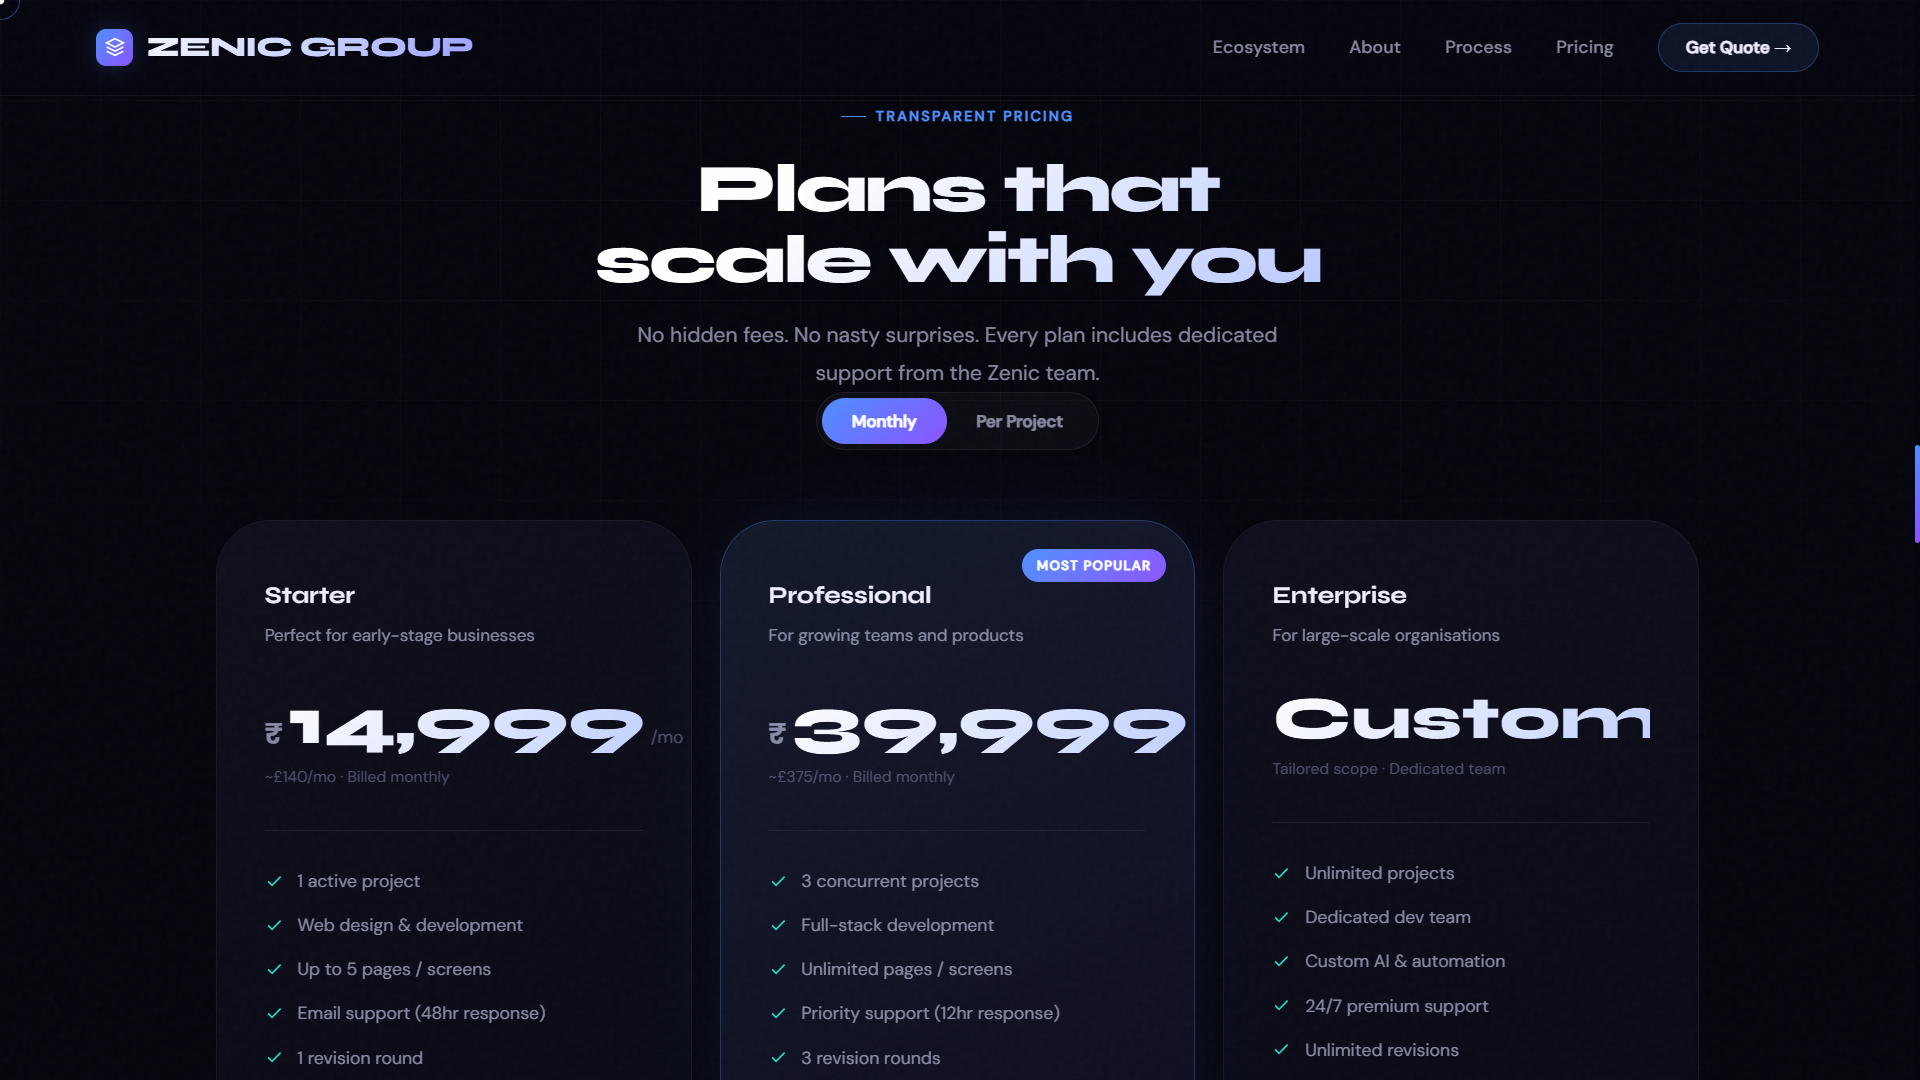 ZENIC GROUP
Ecosystem
About
Process
Pricing
Get Quote →
TRANSPARENT PRICING
Plans that
scale with you
No hidden fees. No nasty surprises. Every plan includes dedicated
support from the Zenic team.
Monthly
Per Project
Starter
Perfect for early-stage businesses
₹14,999 /mo
~£140/mo · Billed monthly
1 active project
Web design & development
Up to 5 pages / screens
Email support (48hr response)
1 revision round
MOST POPULAR
Professional
For growing teams and products
₹39,999
~£375/mo · Billed monthly
3 concurrent projects
Full-stack development
Unlimited pages / screens
Priority support (12hr response)
3 revision rounds
Enterprise
For large-scale organisations
Custom
Tailored scope · Dedicated team
Unlimited projects
Dedicated dev team
Custom AI & automation
24/7 premium support
Unlimited revisions